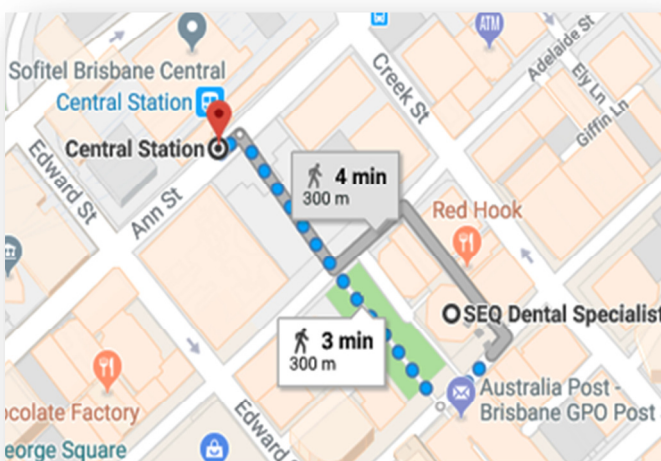 ATM
Adelaide St
Sofitel Brisbane Central
Central Station
Creek St
Ely Ln
Giffin Ln
Central Station
Edward St
Ann St
4 min
300 m
Red Hook
SEQ Dental Specialist
3 min
300 m
ocolate Factory
Australia Post -
Brisbane GPO Post
Edward S
eorge Square